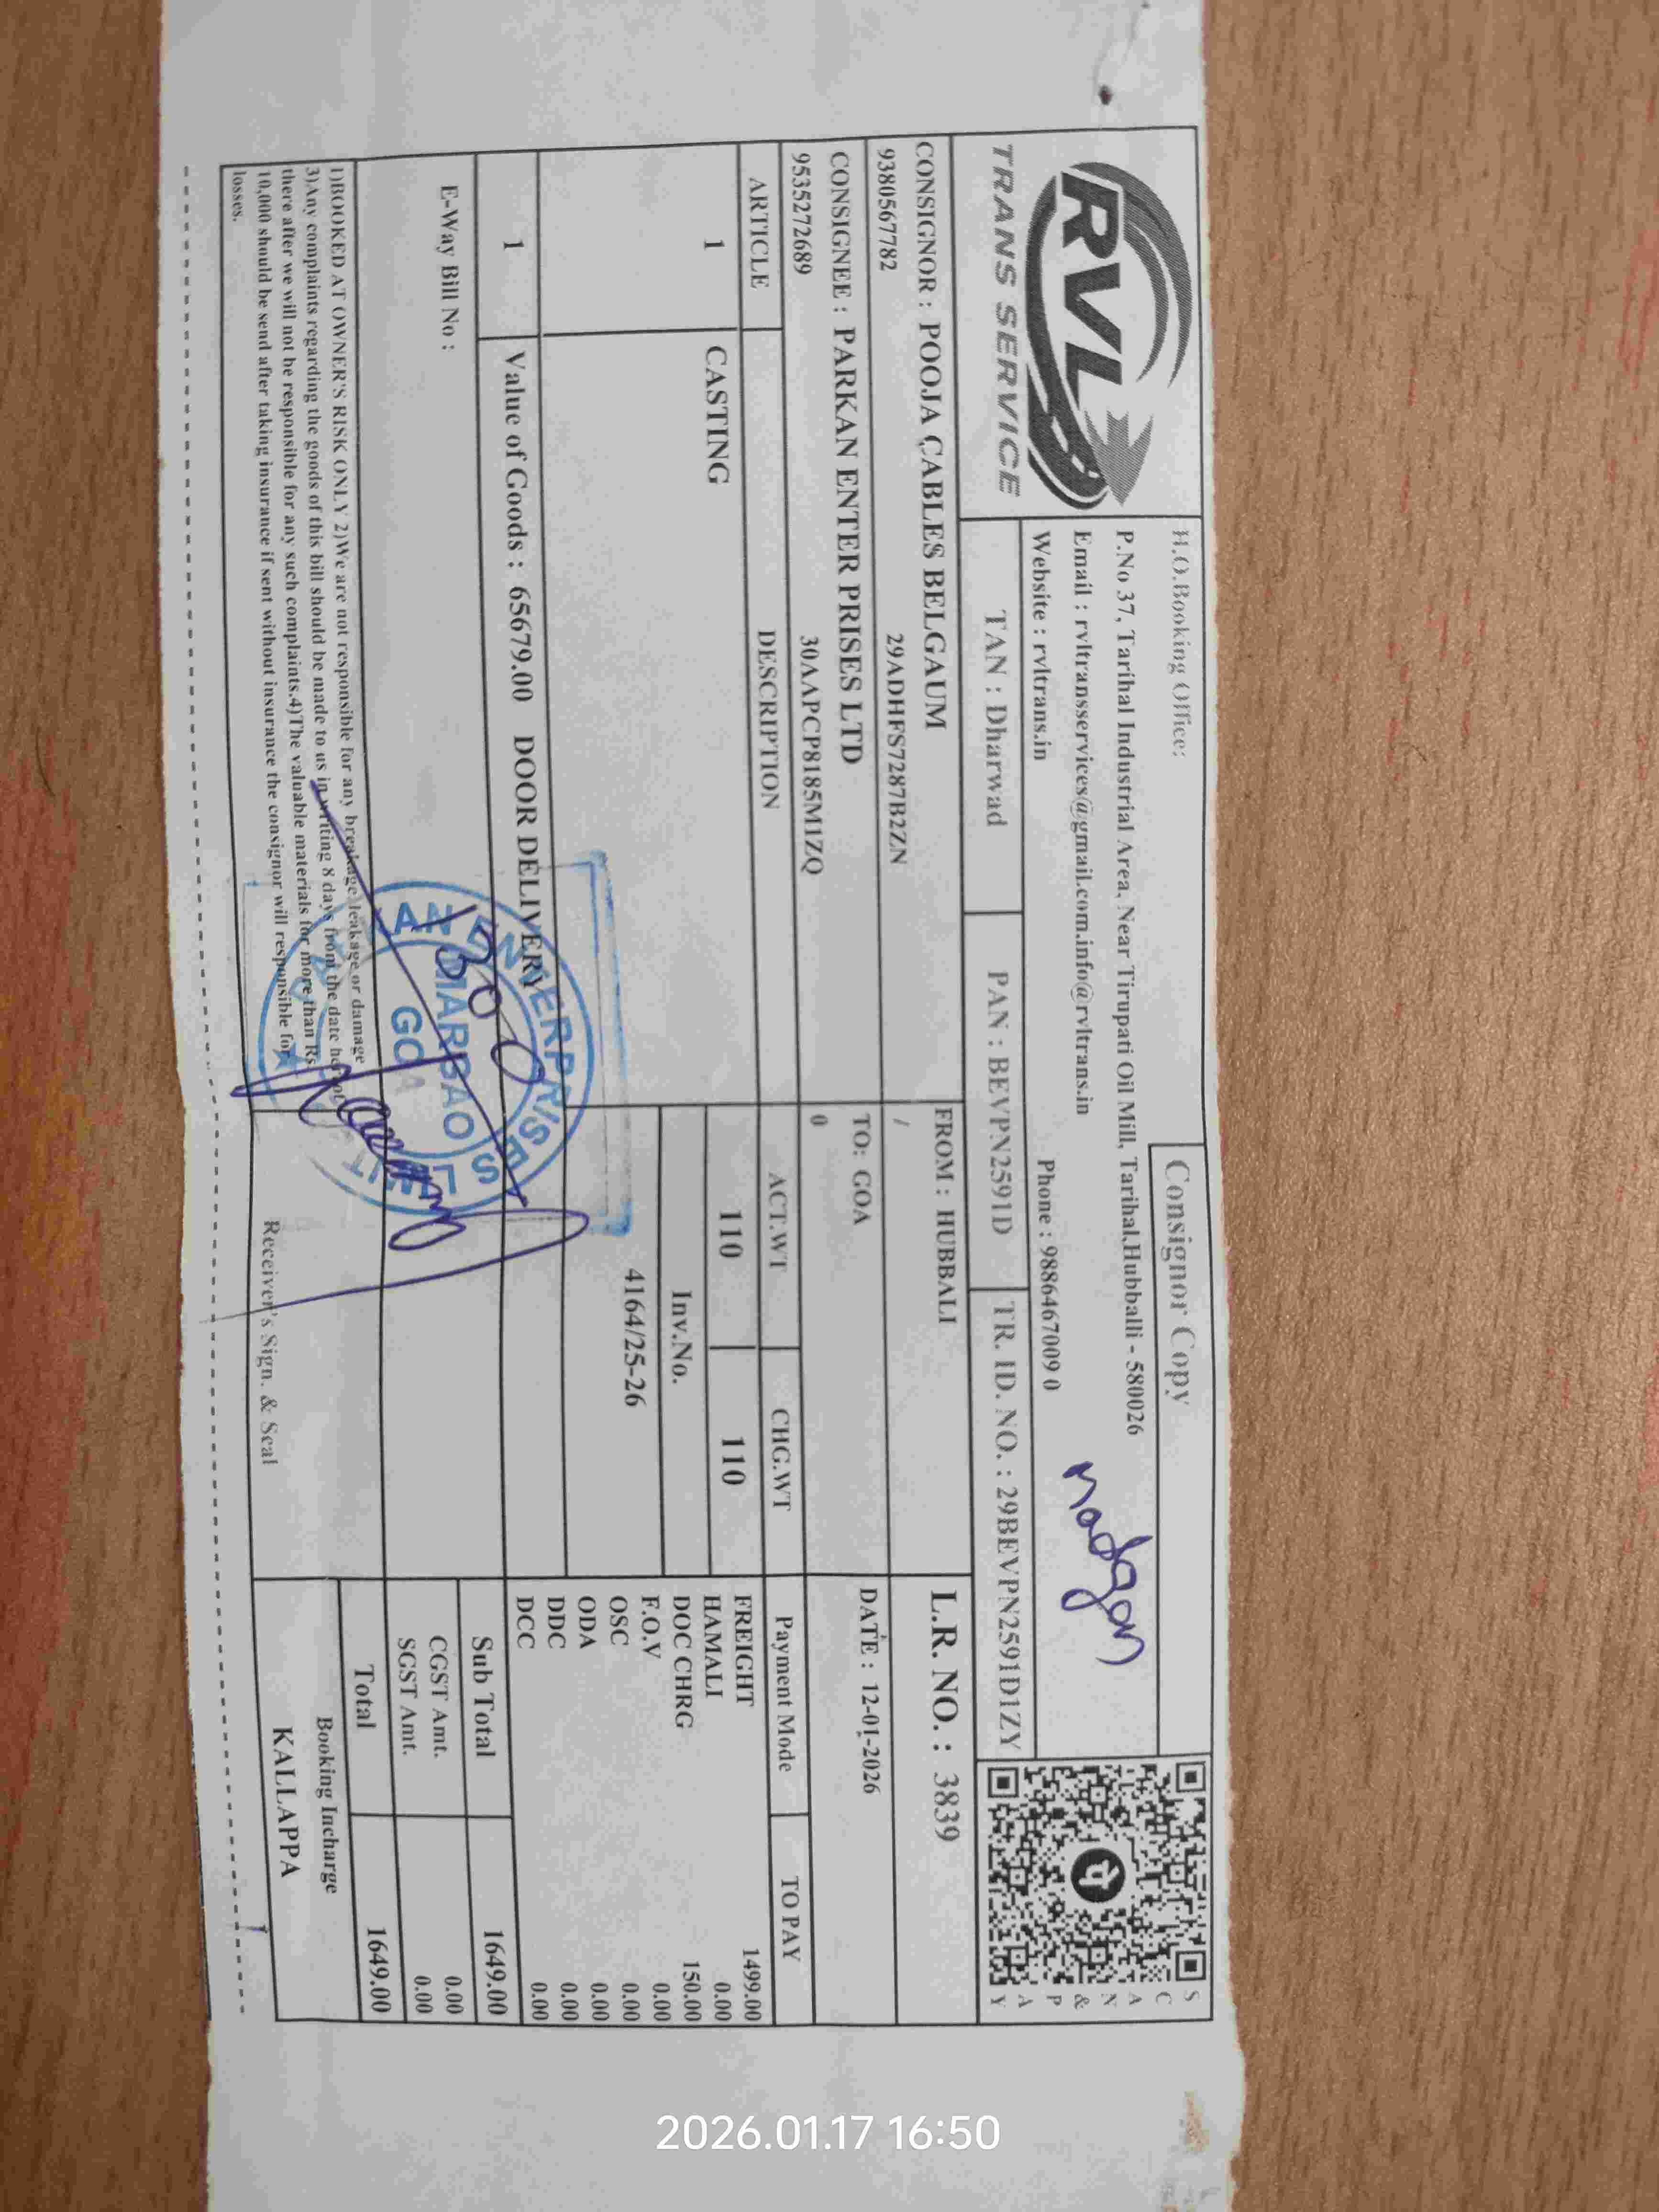 RVL
TRANS SERVICE
H.O.Booking Office:
Consignor Copy
P.No 37, Tarihal Industrial Area, Near Tirupati Oil Mill, Tarihal,Hubballi - 580026
Email : rvltransservices@gmail.com.info@rvltrans.in
Website : rvltrans.in
Phone : 9886467009 0
Madgon
SCAN & PAY
TAN : Dharwad
PAN : BEVPN2591D
TR. ID. NO. : 29BEVPN2591D1ZY
CONSIGNOR : POOJA CABLES BELGAUM
FROM : HUBBALI
L.R. NO. : 3839
9380567782 29ADHFS7287B2ZN
/
CONSIGNEE : PARKAN ENTER PRISES LTD
TO: GOA
DATE : 12-01-2026
9535272689 30AAPCP8185M1ZQ
0
ARTICLE DESCRIPTION ACT.WT CHG.WT Payment Mode TO PAY
1 CASTING 110 110
FREIGHT 1499.00
HAMALI 0.00
Inv.No.
DOC CHRG 150.00
F.O.V 0.00
4164/25-26
OSC 0.00
ODA 0.00
DDC 0.00
DCC 0.00
1 Value of Goods : 65679.00 DOOR DELIVERY
Sub Total 1649.00
E-Way Bill No :
CGST Amt. 0.00
SGST Amt. 0.00
Total 1649.00
1)BOOKED AT OWNER'S RISK ONLY 2)We are not responsible for any breakage leakage or damage
3)Any complaints regarding the goods of this bill should be made to us in writing 8 days from the date
there after we will not be responsible for any such complaints.4)The valuable materials for more than Rs
10,000 should be send after taking insurance if sent without insurance the consignor will responsible for
losses.
ENTERPRISES
MARGAO
GOA
Receiver's Sign. & Seal
Booking Incharge
KALLAPPA
2026.01.17 16:50